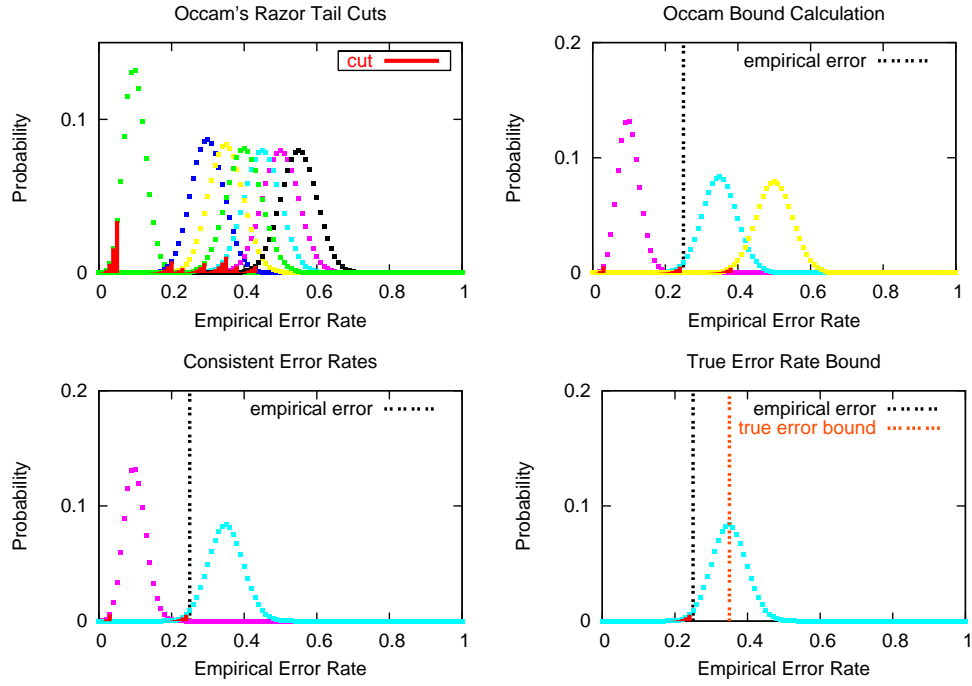 Occam's Razor Tail Cuts
cut
0.1
0
0 0.2 0.4 0.6 0.8 1
Probability
Empirical Error Rate
Occam Bound Calculation
empirical error
0.2
0.1
0
0 0.2 0.4 0.6 0.8 1
Probability
Empirical Error Rate
Consistent Error Rates
empirical error
0.2
0.1
0
0 0.2 0.4 0.6 0.8 1
Probability
Empirical Error Rate
True Error Rate Bound
empirical error
true error bound
0.2
0.1
0
0 0.2 0.4 0.6 0.8 1
Probability
Empirical Error Rate